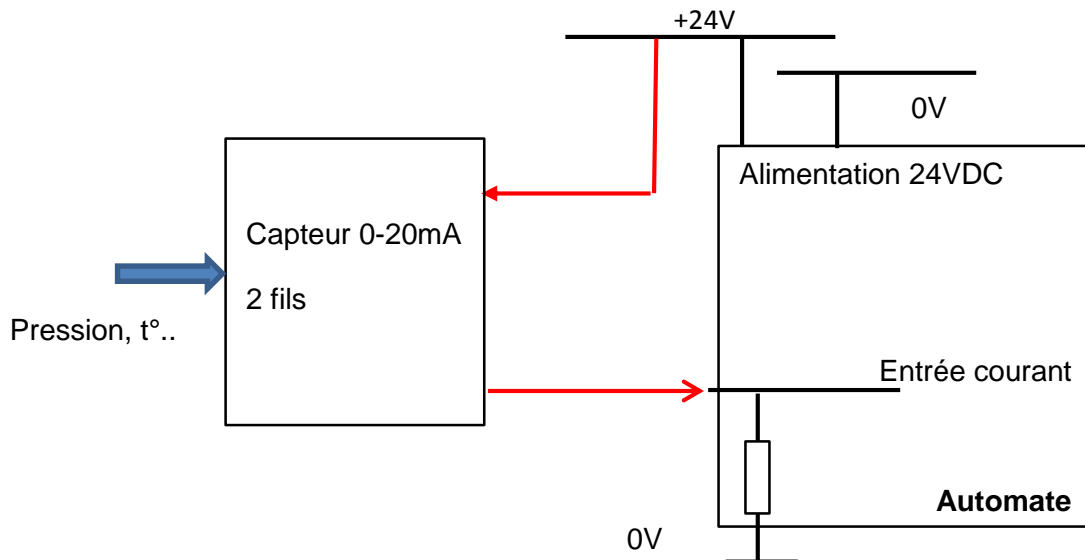 +24V
0V
Alimentation 24VDC
Capteur 0-20mA
2 fils
Pression, t°..
Entrée courant
Automate
0V